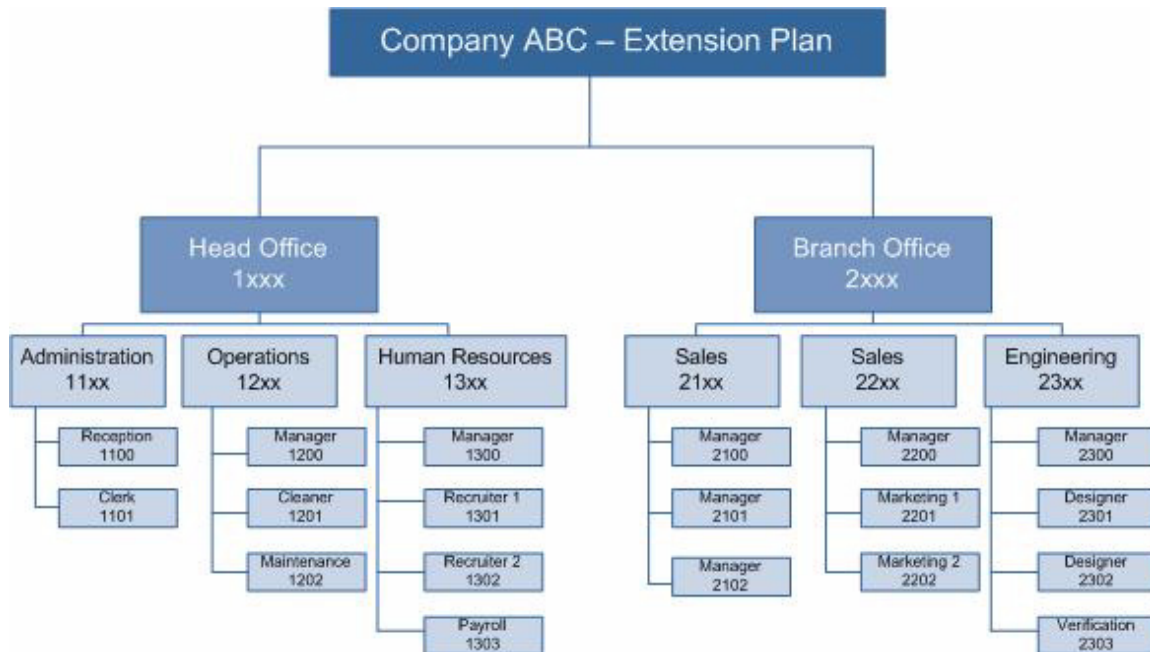 Company ABC – Extension Plan
Head Office
1xxx
Branch Office
2xxx
Administration
11xx
Operations
12xx
Human Resources
13xx
Sales
21xx
Sales
22xx
Engineering
23xx
Reception
1100
Clerk
1101
Manager
1200
Cleaner
1201
Maintenance
1202
Manager
1300
Recruiter 1
1301
Recruiter 2
1302
Payroll
1303
Manager
2100
Manager
2101
Manager
2102
Manager
2200
Marketing 1
2201
Marketing 2
2202
Manager
2300
Designer
2301
Designer
2302
Verification
2303